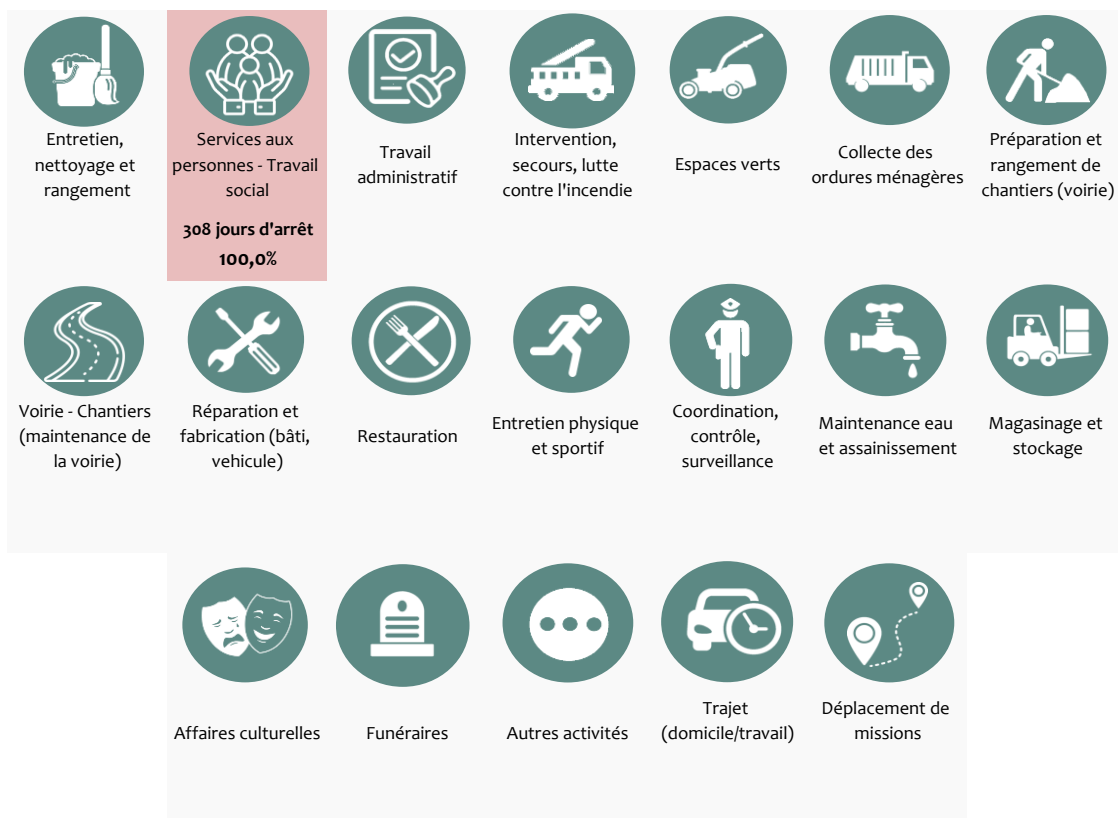 Entretien,
nettoyage et
rangement
Services aux
personnes - Travail
social
308 jours d'arrêt
100,0%
Travail
administratif
Intervention,
secours, lutte
contre l'incendie
Espaces verts
Collecte des
ordures ménagères
Préparation et
rangement de
chantiers (voirie)
Voirie - Chantiers
(maintenance de
la voirie)
Réparation et
fabrication (bâti,
vehicule)
Restauration
Entretien physique
et sportif
Coordination,
contrôle,
surveillance
Maintenance eau
et assainissement
Magasinage et
stockage
Affaires culturelles
Funéraires
Autres activités
Trajet
(domicile/travail)
Déplacement de
missions